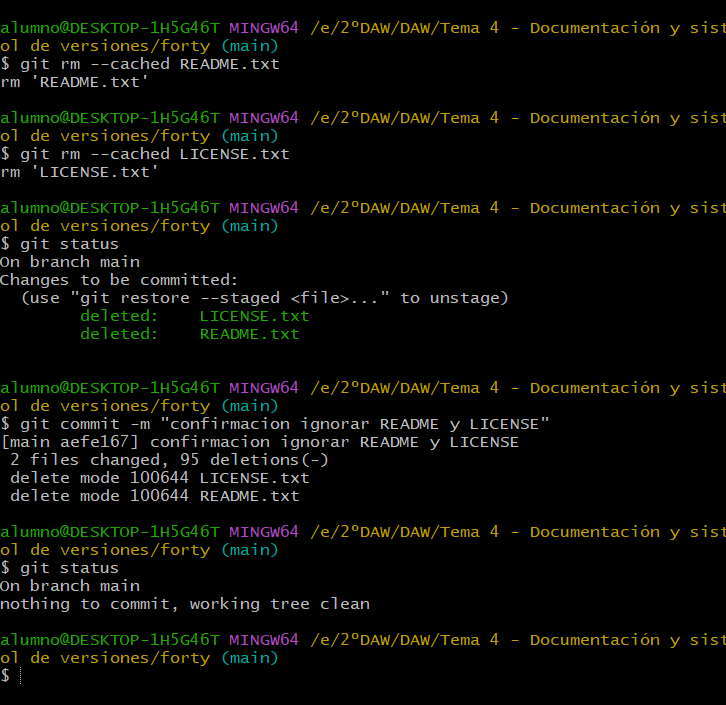 alumno@DESKTOP-1H5G46T MINGW64 /e/2ºDAW/DAW/Tema 4 - Documentación y sist
ol de versiones/forty (main)
$ git rm --cached README.txt
rm 'README.txt'
alumno@DESKTOP-1H5G46T MINGW64 /e/2ºDAW/DAW/Tema 4 - Documentación y sist
ol de versiones/forty (main)
$ git rm --cached LICENSE.txt
rm 'LICENSE.txt'
alumno@DESKTOP-1H5G46T MINGW64 /e/2ºDAW/DAW/Tema 4 - Documentación y sist
ol de versiones/forty (main)
$ git status
On branch main
Changes to be committed:
  (use "git restore --staged <file>..." to unstage)
        deleted:    LICENSE.txt
        deleted:    README.txt
alumno@DESKTOP-1H5G46T MINGW64 /e/2ºDAW/DAW/Tema 4 - Documentación y sist
ol de versiones/forty (main)
$ git commit -m "confirmacion ignorar README y LICENSE"
[main aefe167] confirmacion ignorar README y LICENSE
 2 files changed, 95 deletions(-)
 delete mode 100644 LICENSE.txt
 delete mode 100644 README.txt
alumno@DESKTOP-1H5G46T MINGW64 /e/2ºDAW/DAW/Tema 4 - Documentación y sist
ol de versiones/forty (main)
$ git status
On branch main
nothing to commit, working tree clean
alumno@DESKTOP-1H5G46T MINGW64 /e/2ºDAW/DAW/Tema 4 - Documentación y sist
ol de versiones/forty (main)
$